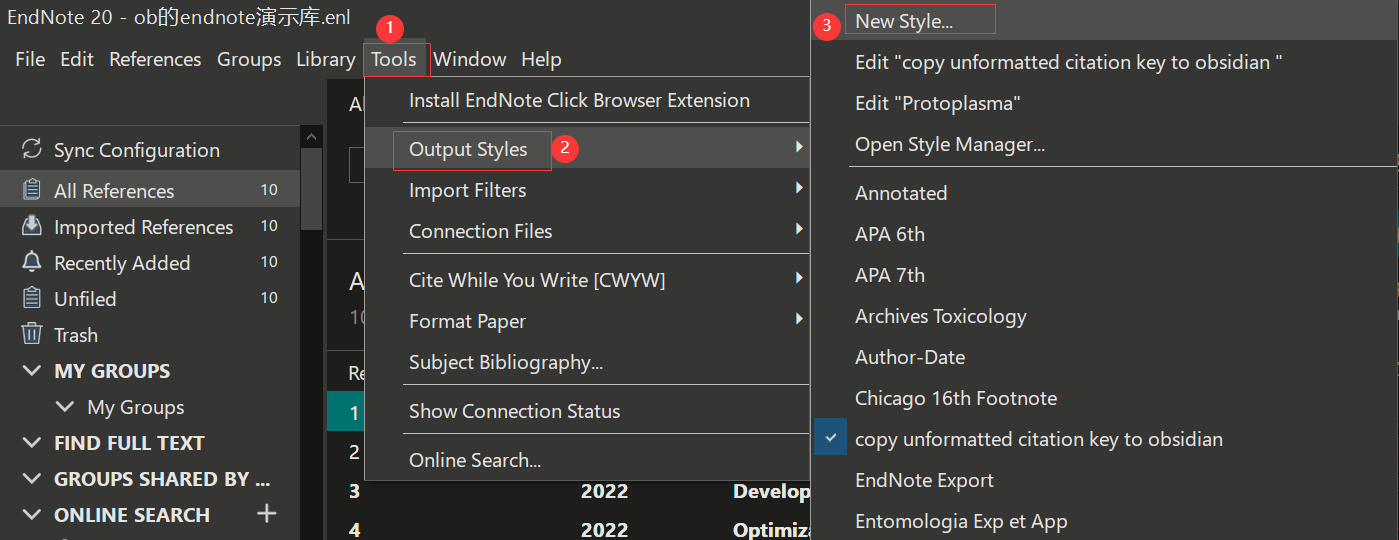 EndNote 20 - ob的endnote演示库.enl
1
File Edit References Groups Library Tools Window Help
Sync Configuration
All References 10
Imported References 10
Recently Added 10
Unfiled 10
Trash
MY GROUPS
My Groups
FIND FULL TEXT
GROUPS SHARED BY ...
ONLINE SEARCH
Install EndNote Click Browser Extension
Output Styles 2
Import Filters
Connection Files
Cite While You Write [CWYW]
Format Paper
Subject Bibliography...
Show Connection Status
Online Search...
1
2
3 2022 Develop
4 2022 Optimiza
3 New Style...
Edit "copy unformatted citation key to obsidian "
Edit "Protoplasma"
Open Style Manager...
Annotated
APA 6th
APA 7th
Archives Toxicology
Author-Date
Chicago 16th Footnote
copy unformatted citation key to obsidian
EndNote Export
Entomologia Exp et App